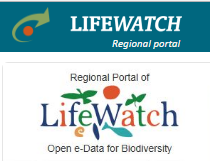 LIFEWATCH
Regional portal
Regional Portal of
LifeWatch
Open e-Data for Biodiversity